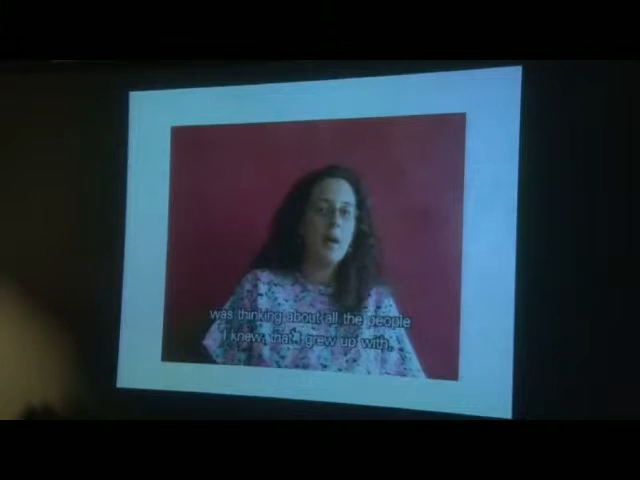 was thinking about all the people
I knew, that I grew up with,